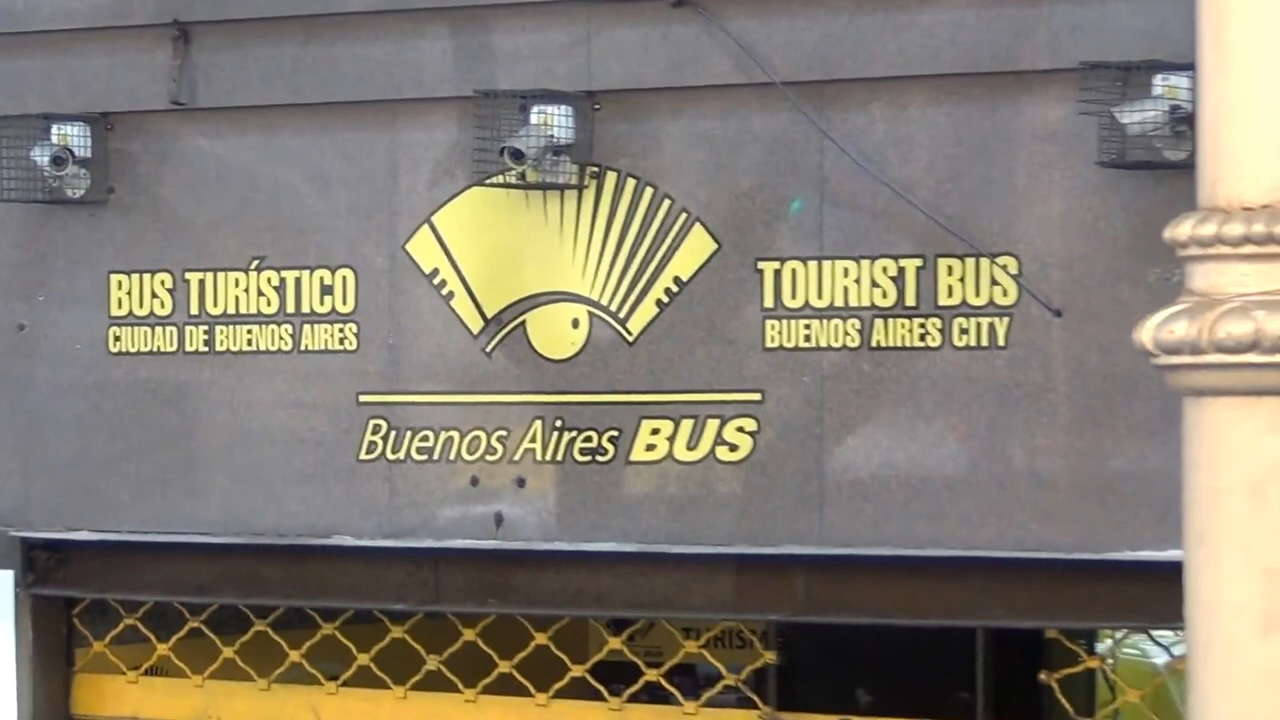 BUS TURÍSTICO
CIUDAD DE BUENOS AIRES
TOURIST BUS
BUENOS AIRES CITY
Buenos Aires BUS